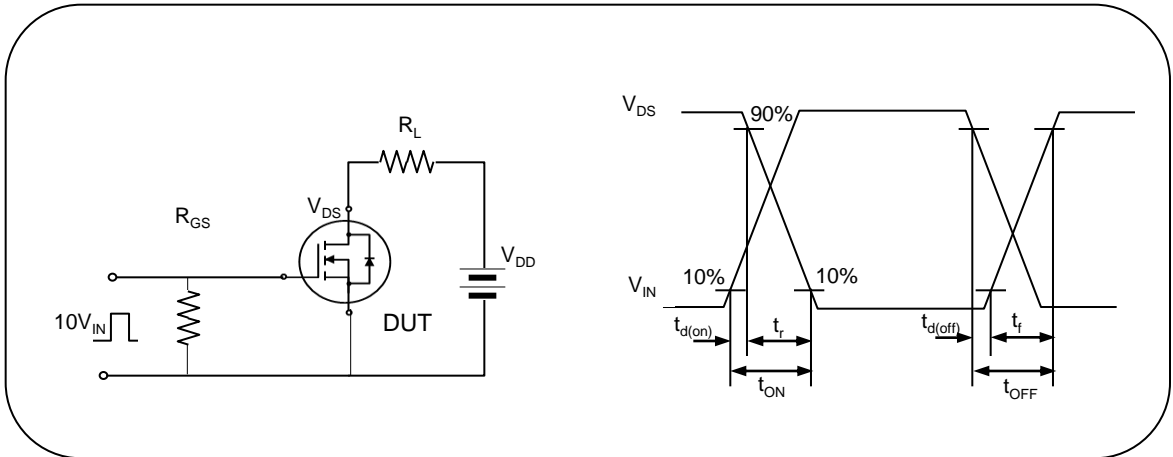 R_L
R_GS
V_DS
V_DD
10V_IN
DUT
V_DS
90%
V_IN
10%
10%
t_d(on)
t_r
t_ON
t_d(off)
t_f
t_OFF